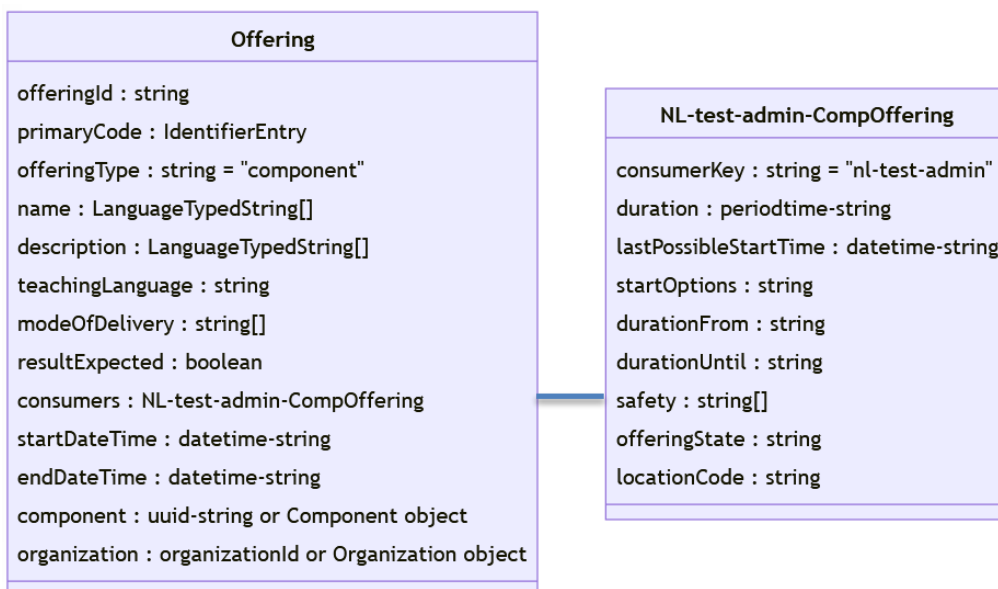 Offering
offeringId : string
primaryCode : IdentifierEntry
offeringType : string = "component"
name : LanguageTypedString[]
description : LanguageTypedString[]
teachingLanguage : string
modeOfDelivery : string[]
resultExpected : boolean
consumers : NL-test-admin-CompOffering
startDateTime : datetime-string
endDateTime : datetime-string
component : uuid-string or Component object
organization : organizationId or Organization object
NL-test-admin-CompOffering
consumerKey : string = "nl-test-admin"
duration : periodtime-string
lastPossibleStartTime : datetime-string
startOptions : string
durationFrom : string
durationUntil : string
safety : string[]
offeringState : string
locationCode : string